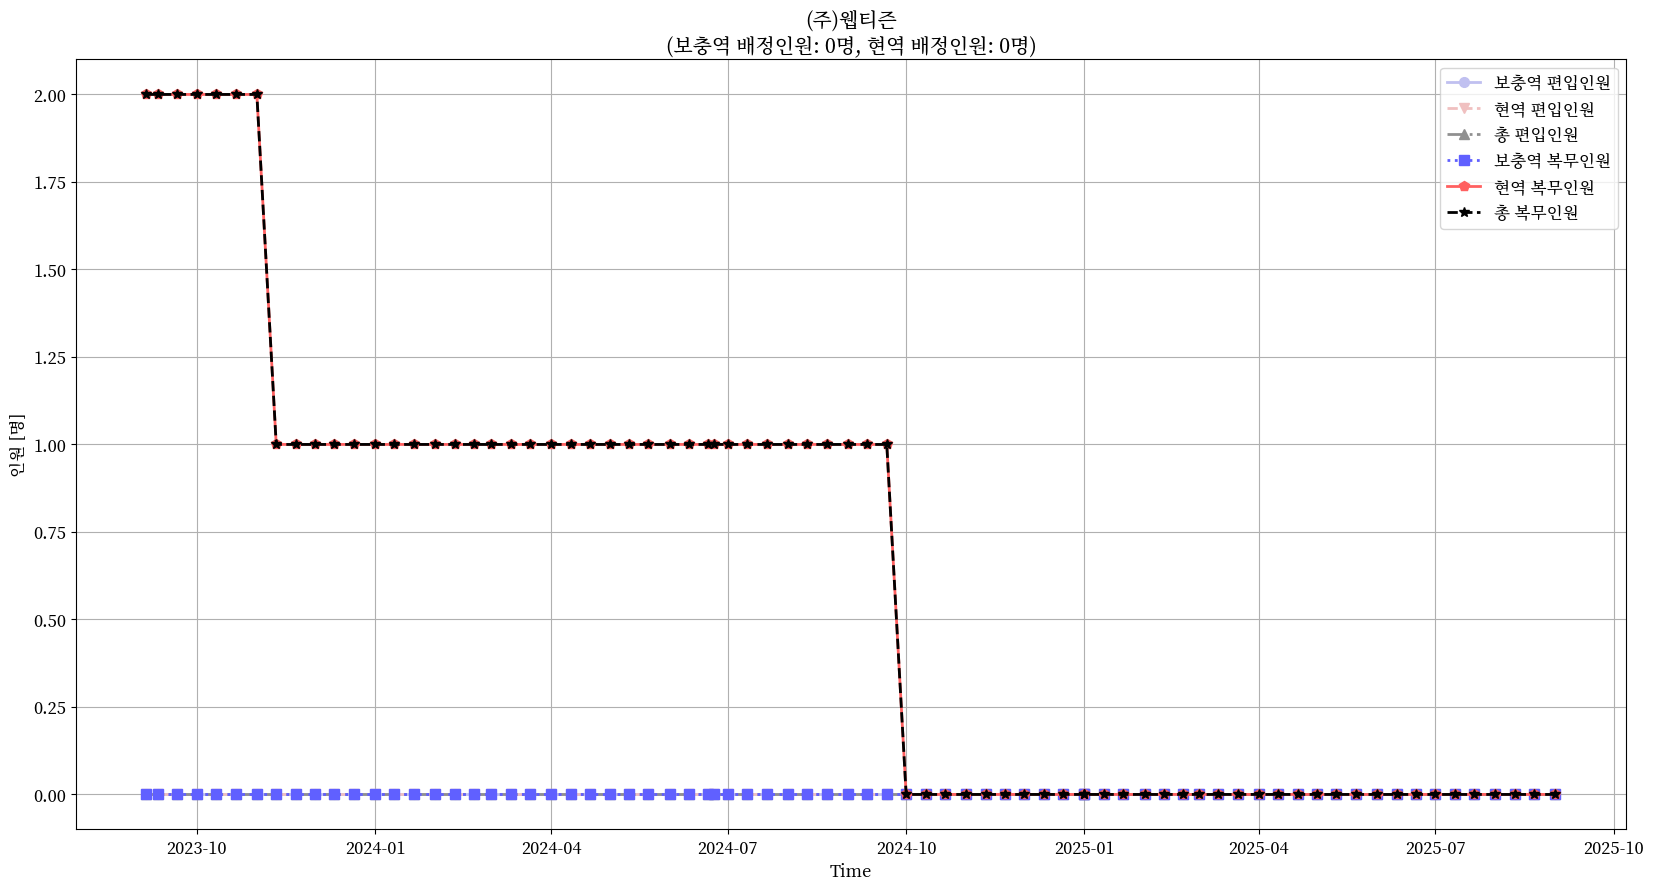 (주)웹티즌
(보충역 배정인원: 0명, 현역 배정인원: 0명)
보충역 편입인원
현역 편입인원
총 편입인원
보충역 복무인원
현역 복무인원
총 복무인원
인원 [명]
2.00
1.75
1.50
1.25
1.00
0.75
0.50
0.25
0.00
2023-10 2024-01 2024-04 2024-07 2024-10 2025-01 2025-04 2025-07 2025-10
Time